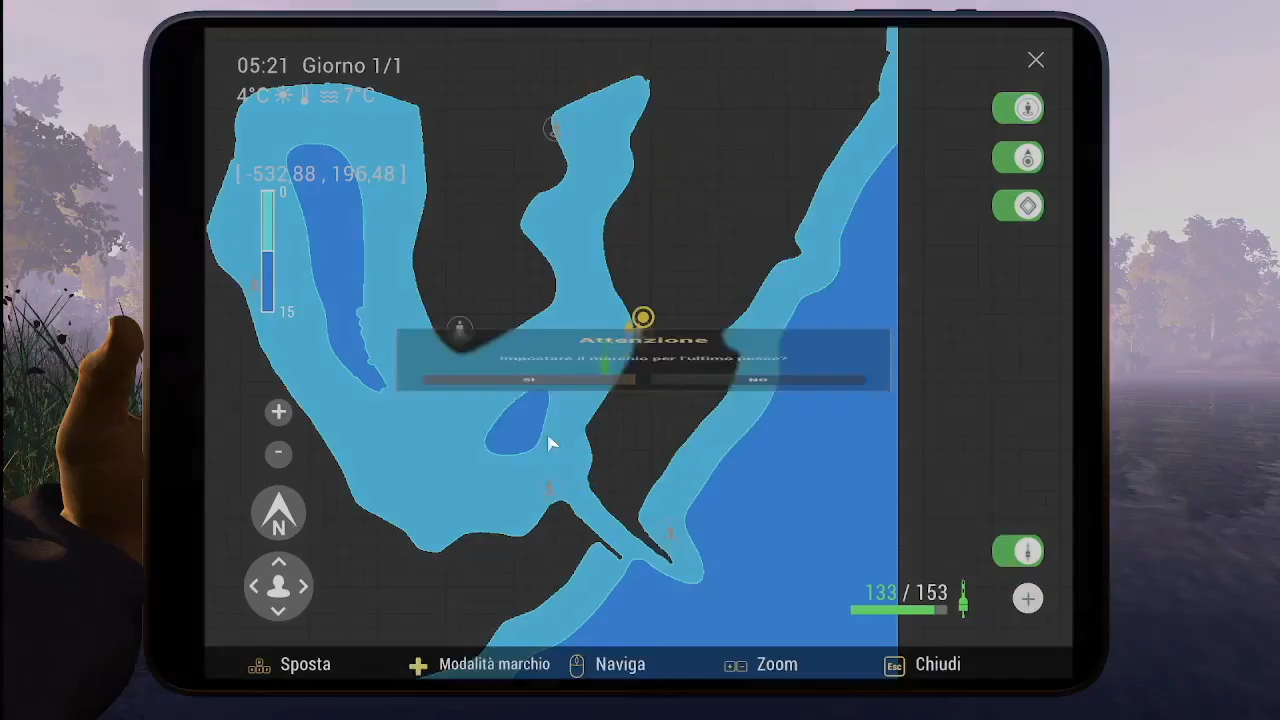 05:21 Giorno 1/1
4°C 7°C
[ -532,88 , 196,48 ]
0
15
Attenzione
Impostare il marchio per l'ultimo pesce?
SÌ NO
+
-
N
133 / 153
Sposta Modalità marchio Naviga Zoom Esc Chiudi